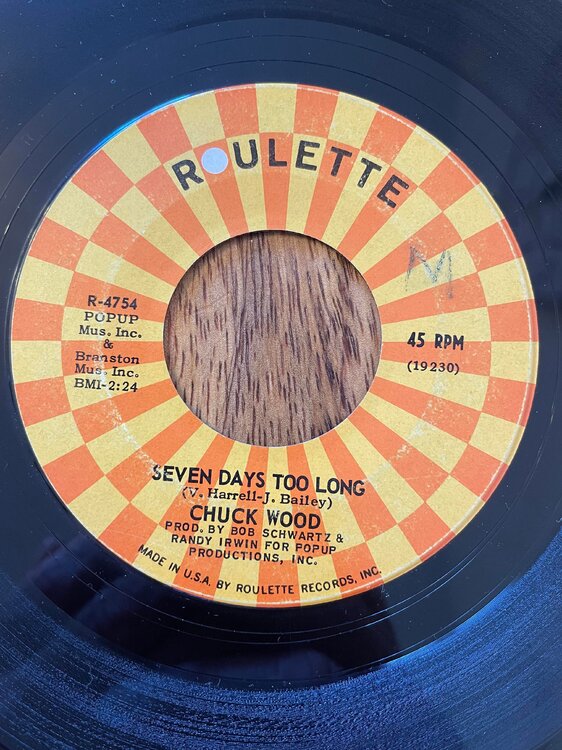 ROULETTE
R-4754
POPUP
Mus. Inc.
&
Branston
Mus. Inc.
BMI-2:24
45 RPM
(19230)
SEVEN DAYS TOO LONG
(V. Harrell-J. Bailey)
CHUCK WOOD
PROD. BY BOB SCHWARTZ &
RANDY IRWIN FOR POPUP
PRODUCTIONS, INC.
MADE IN U.S.A. BY ROULETTE RECORDS, INC.